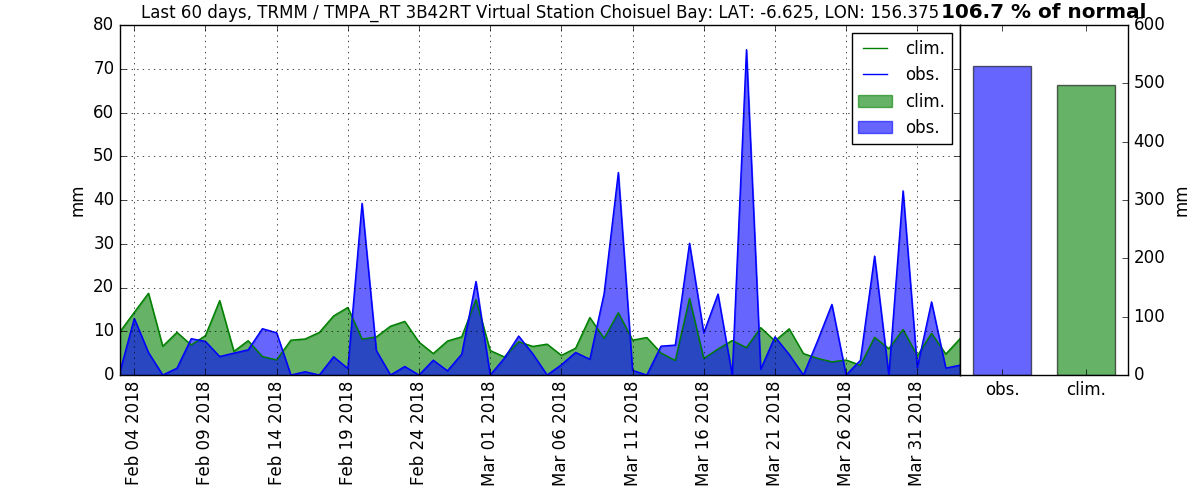 Last 60 days, TRMM / TMPA_RT 3B42RT Virtual Station Choisuel Bay: LAT: -6.625, LON: 156.375
106.7 % of normal
80
70
60
50
40
30
20
10
0
mm
clim.
obs.
clim.
obs.
Feb 04 2018
Feb 09 2018
Feb 14 2018
Feb 19 2018
Feb 24 2018
Mar 01 2018
Mar 06 2018
Mar 11 2018
Mar 16 2018
Mar 21 2018
Mar 26 2018
Mar 31 2018
600
500
400
300
200
100
0
mm
obs.
clim.